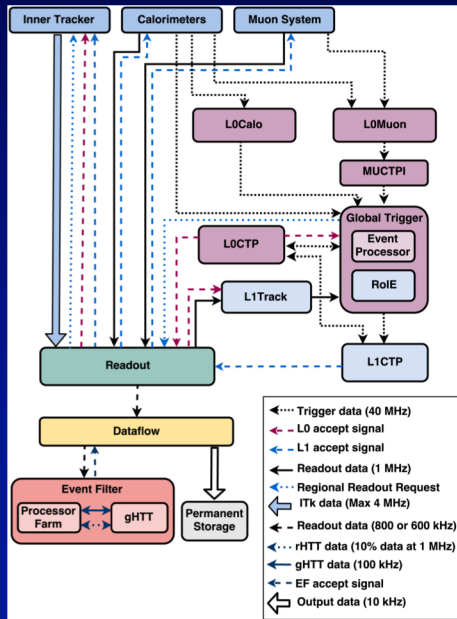 Inner Tracker
Calorimeters
Muon System
L0Calo
L0Muon
MUCTPI
Global Trigger
Event
Processor
RoIE
L0CTP
L1Track
L1CTP
Readout
Dataflow
Event Filter
Processor
Farm
gHTT
Permanent
Storage
Trigger data (40 MHz)
L0 accept signal
L1 accept signal
Readout data (1 MHz)
Regional Readout Request
ITk data (Max 4 MHz)
Readout data (800 or 600 kHz)
rHTT data (10% data at 1 MHz)
gHTT data (100 kHz)
EF accept signal
Output data (10 kHz)